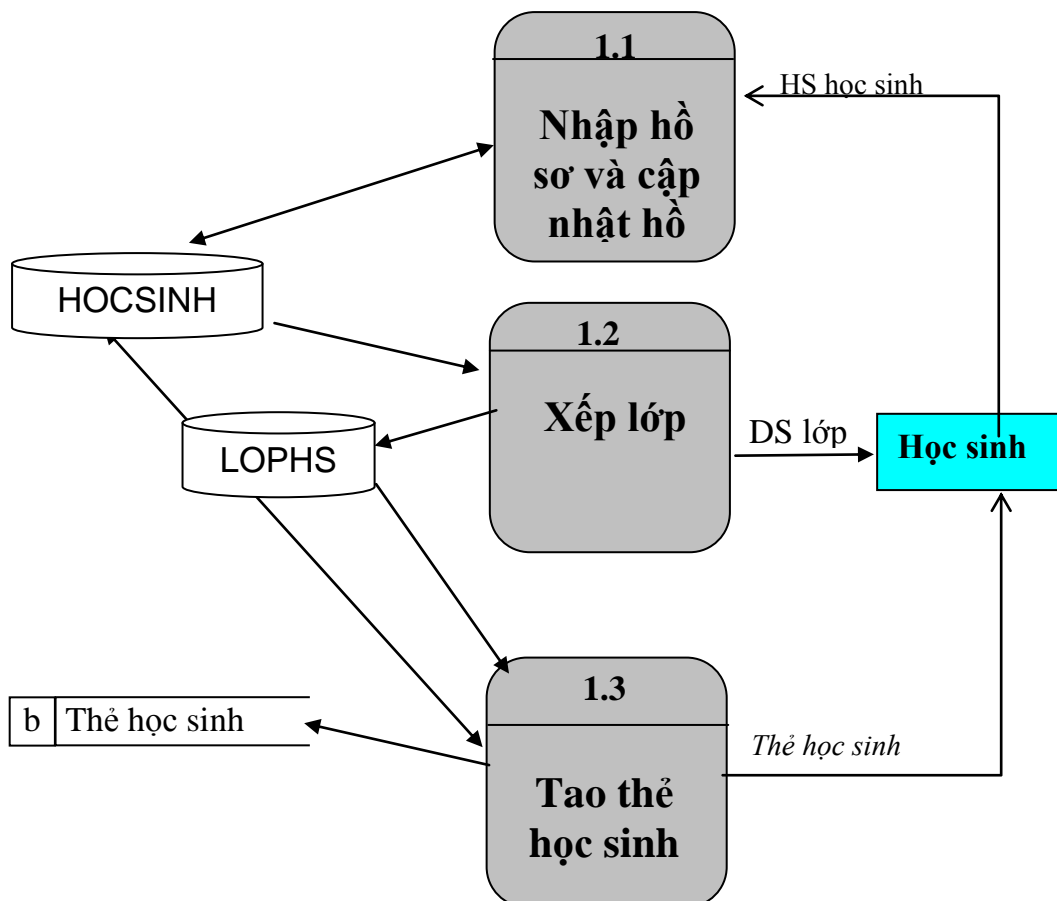 1.1
HS học sinh
Nhập hồ
sơ và cập
nhật hồ
HOCSINH
1.2
Xếp lớp
DS lớp
Học sinh
LOPHS
1.3
b Thẻ học sinh
Thẻ học sinh
Tao thẻ
học sinh